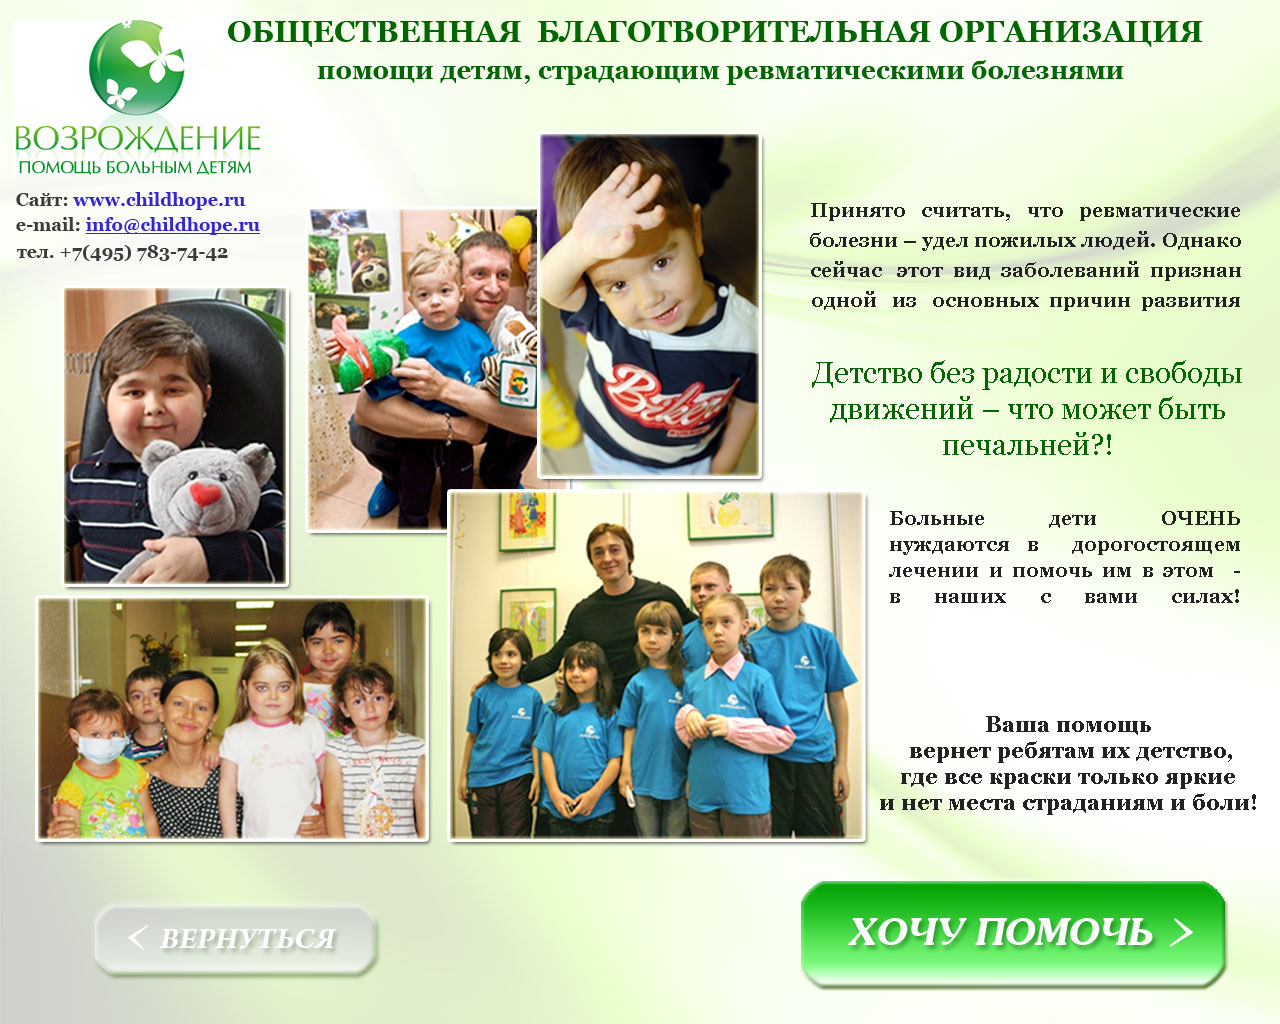 ОБЩЕСТВЕННАЯ БЛАГОТВОРИТЕЛЬНАЯ ОРГАНИЗАЦИЯ
помощи детям, страдающим ревматическими болезнями
ВОЗРОЖДЕНИЕ
ПОМОЩЬ БОЛЬНЫМ ДЕТЯМ
Сайт: www.childhope.ru
e-mail: info@childhope.ru
тел. +7(495) 783-74-42
Принято считать, что ревматические
болезни – удел пожилых людей. Однако
сейчас этот вид заболеваний признан
одной из основных причин развития
Детство без радости и свободы
движений – что может быть
печальней?!
Больные дети ОЧЕНЬ
нуждаются в дорогостоящем
лечении и помочь им в этом -
в наших с вами силах!
Ваша помощь
вернет ребятам их детство,
где все краски только яркие
и нет места страданиям и боли!
< ВЕРНУТЬСЯ
ХОЧУ ПОМОЧЬ >